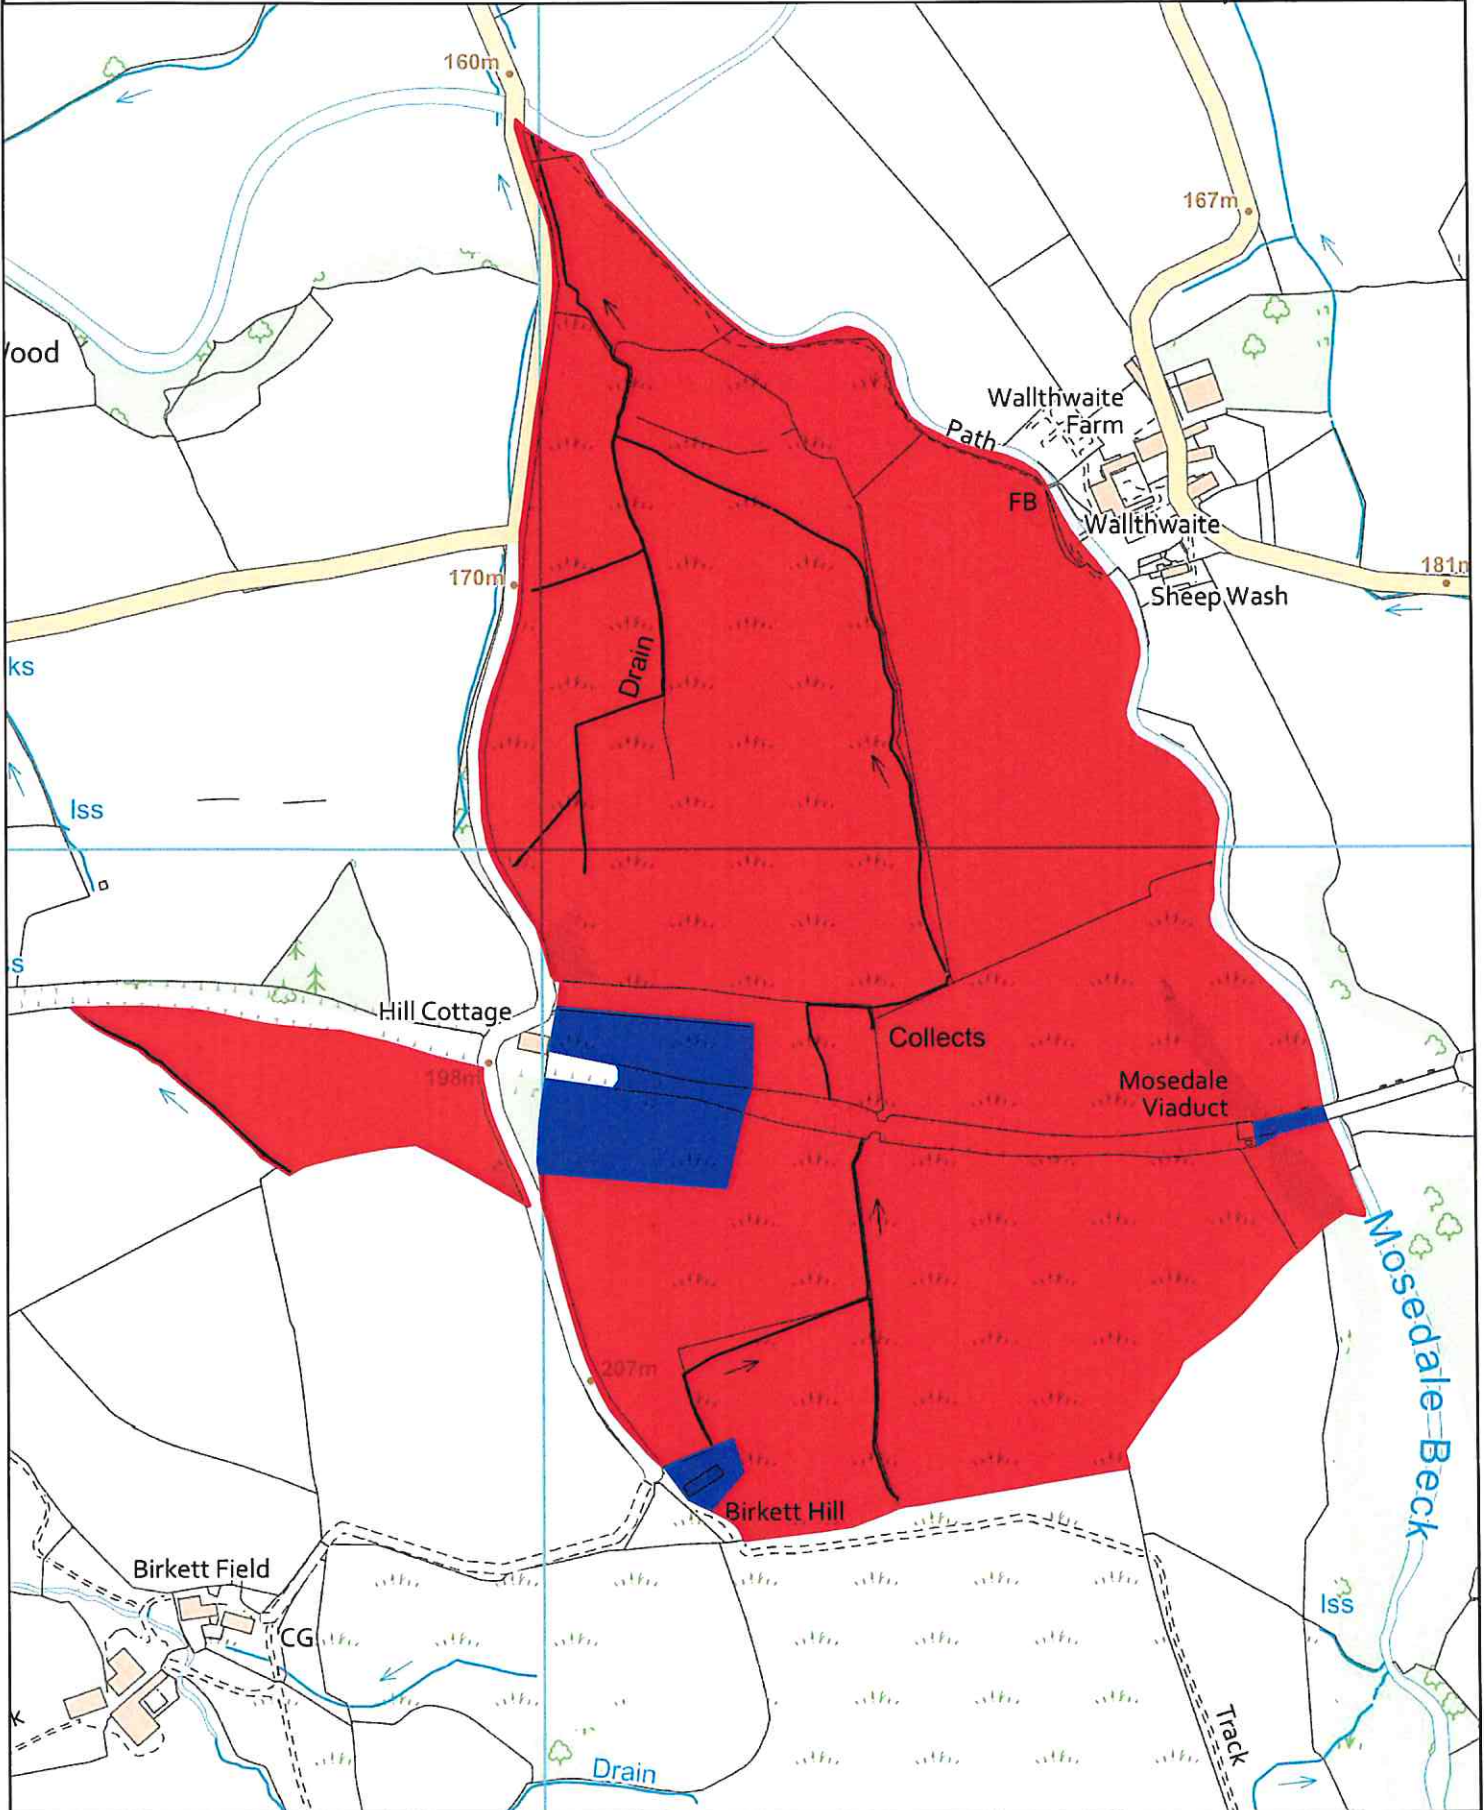 160m
167m
ood
Wallthwaite
Farm
Path
FB
Wallthwaite
170m
181m
Sheep Wash
Drain
ks
Iss
s
Hill Cottage
Collects
198m
Mosedale
Viaduct
Mosedale Beck
207m
Birkett Hill
Birkett Field
Iss
CG
k
Track
Drain